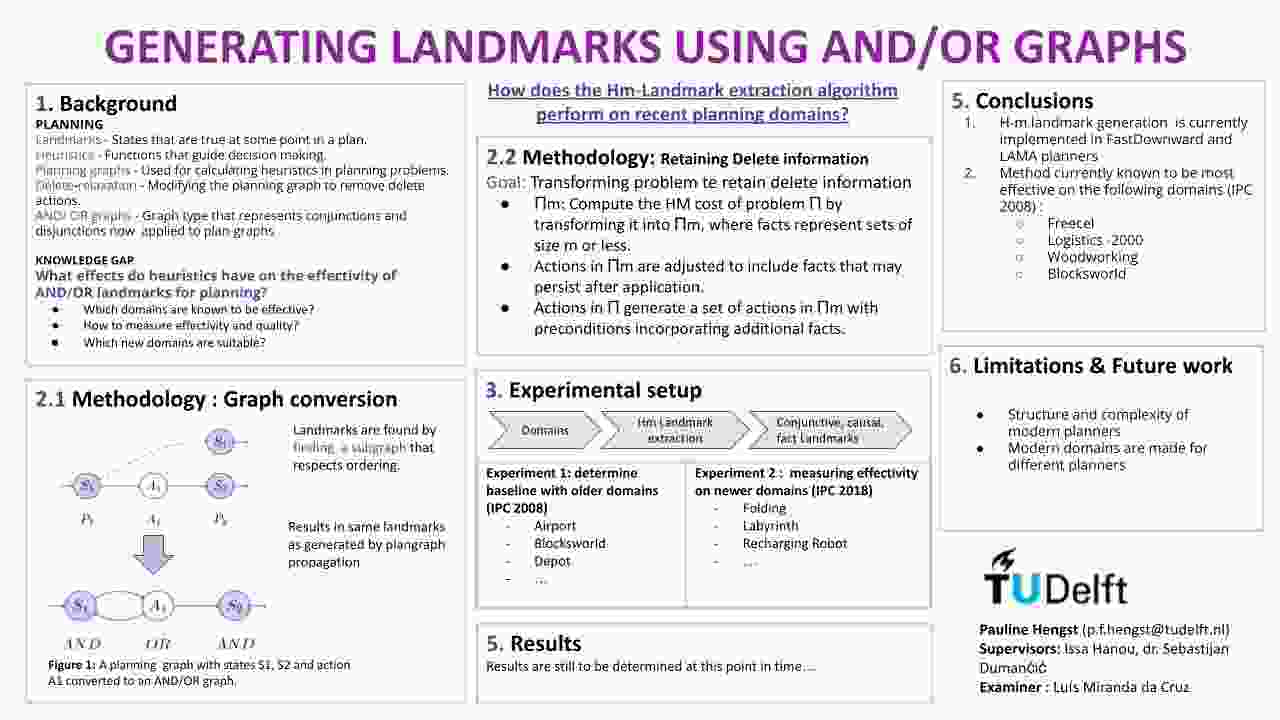 GENERATING LANDMARKS USING AND/OR GRAPHS
1. Background
PLANNING
Landmarks - States that are true at some point in a plan.
Heuristics - Functions that guide decision making.
Planning graphs - Used for calculating heuristics in planning problems.
Delete-relaxation - Modifying the planning graph to remove delete
actions.
AND/ OR graphs - Graph type that represents conjunctions and
disjunctions now applied to plan graphs
KNOWLEDGE GAP
What effects do heuristics have on the effectivity of
AND/OR landmarks for planning?
● Which domains are known to be effective?
● How to measure effectivity and quality?
● Which new domains are suitable?
2.1 Methodology : Graph conversion
Landmarks are found by
finding a subgraph that
respects ordering.
S₁
S₁ A₁ S₂
A₁
Results in same landmarks
as generated by plangraph
propagation
S₁ A₁ S₂
AND OR AND
Figure 1: A planning graph with states S1, S2 and action
A1 converted to an AND/OR graph.
How does the Hm-Landmark extraction algorithm
perform on recent planning domains?
2.2 Methodology: Retaining Delete information
Goal: Transforming problem te retain delete information
● Πm: Compute the HM cost of problem Π by
transforming it into Πm, where facts represent sets of
size m or less.
● Actions in Πm are adjusted to include facts that may
persist after application.
● Actions in Π generate a set of actions in Πm with
preconditions incorporating additional facts.
3. Experimental setup
Domains
Hm Landmark
extraction
Conjunctive, causal,
fact Landmarks
Experiment 1: determine
baseline with older domains
(IPC 2008)
- Airport
- Blocksworld
- Depot
- ...
Experiment 2 : measuring effectivity
on newer domains (IPC 2018)
- Folding
- Labyrinth
- Recharging Robot
- ...
5. Results
Results are still to be determined at this point in time...
5. Conclusions
1. H-m landmark generation is currently
implemented in FastDownward and
LAMA planners
2. Method currently known to be most
effective on the following domains (IPC
2008) :
○ Freecel
○ Logistics -2000
○ Woodworking
○ Blocksworld
6. Limitations & Future work
● Structure and complexity of
modern planners
● Modern domains are made for
different planners
TUDelft
Pauline Hengst (p.f.hengst@tudelft.nl)
Supervisors: Issa Hanou, dr. Sebastijan
Dumančić
Examiner : Luís Miranda da Cruz